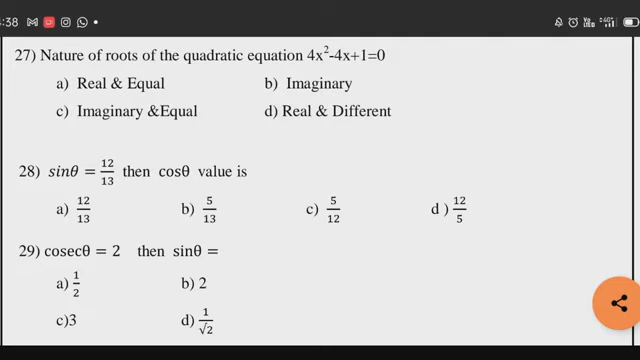 :38
27) Nature of roots of the quadratic equation 4x²-4x+1=0
a) Real & Equal b) Imaginary
c) Imaginary &Equal d) Real & Different
28) sinθ = 12/13 then cosθ value is
a) 12/13 b) 5/13 c) 5/12 d ) 12/5
29) cosecθ = 2 then sinθ =
a) 1/2 b) 2
c)3 d) 1/√2